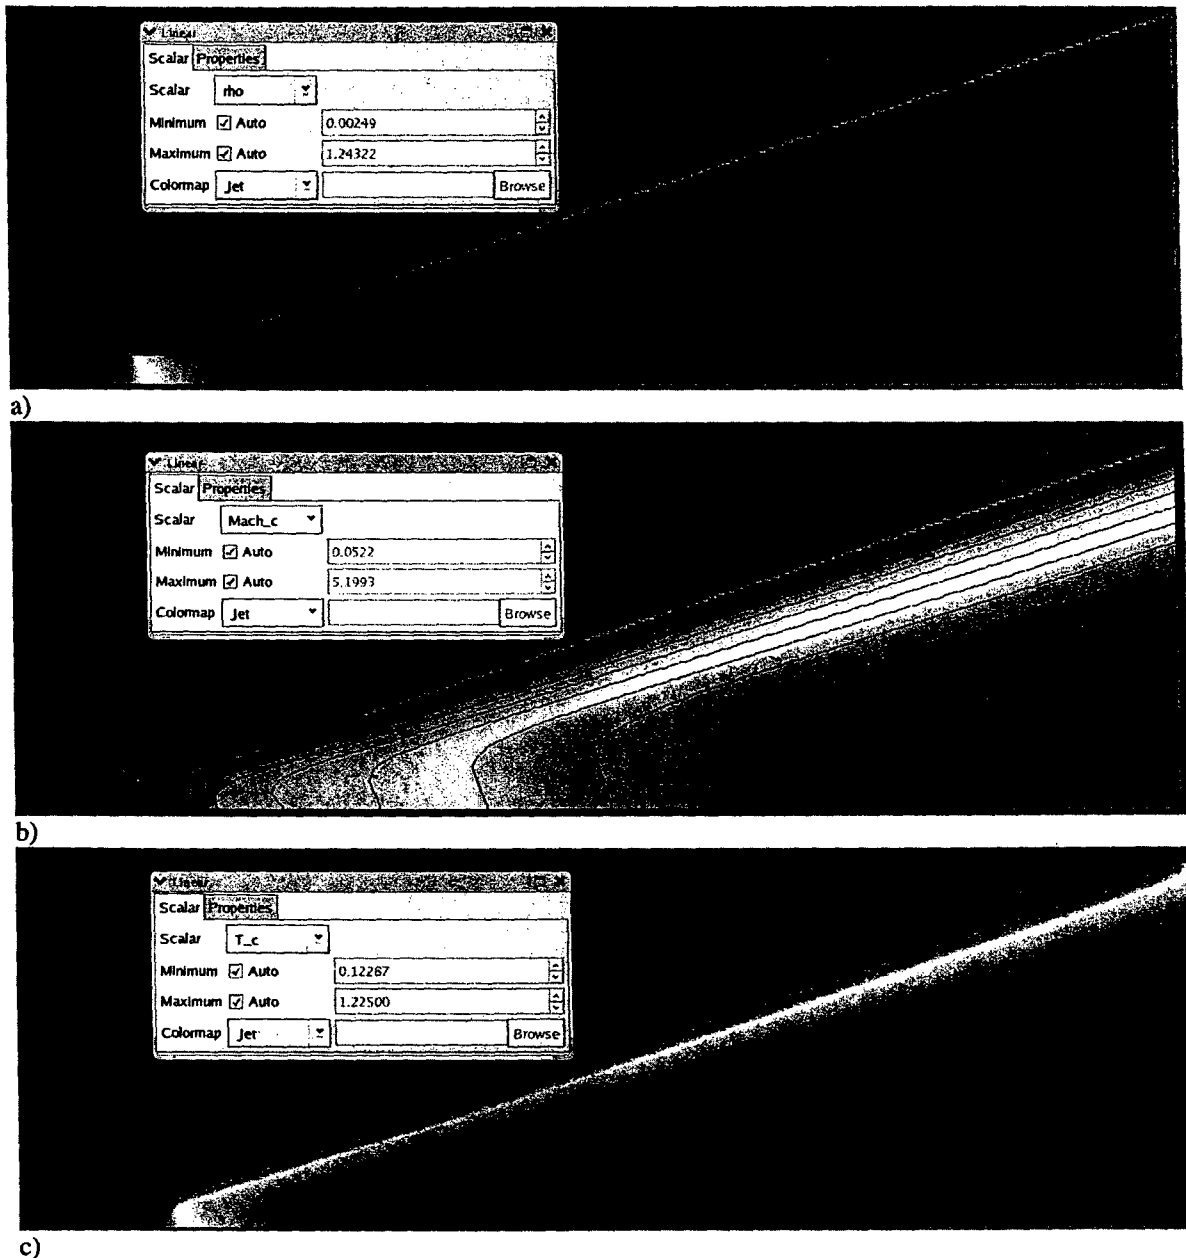 Linear
Scalar Properties
Scalar rho
Minimum Auto 0.00249
Maximum Auto 1.24322
Colormap Jet Browse
a)
Linear
Scalar Properties
Scalar Mach_c
Minimum Auto 0.0522
Maximum Auto 5.1993
Colormap Jet Browse
b)
Linear
Scalar Properties
Scalar T_c
Minimum Auto 0.12267
Maximum Auto 1.22500
Colormap Jet Browse
c)